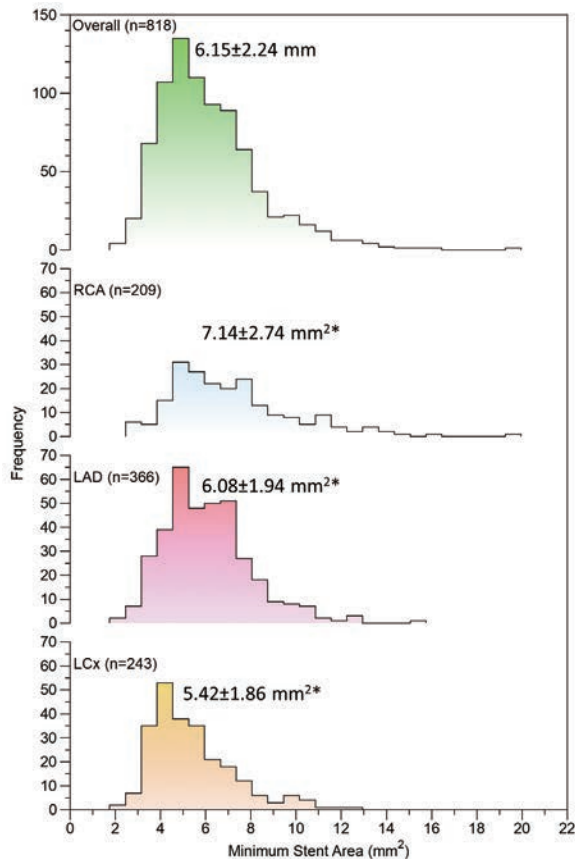 150
Overall (n=818)
6.15±2.24 mm
100
50
0
70
RCA (n=209)
60
50
7.14±2.74 mm²*
40
30
20
10
0
Frequency
70
LAD (n=366)
60
6.08±1.94 mm²*
50
40
30
20
10
0
70
LCx (n=243)
60
50
5.42±1.86 mm²*
40
30
20
10
0
0 2 4 6 8 10 12 14 16 18 20 22
Minimum Stent Area (mm²)